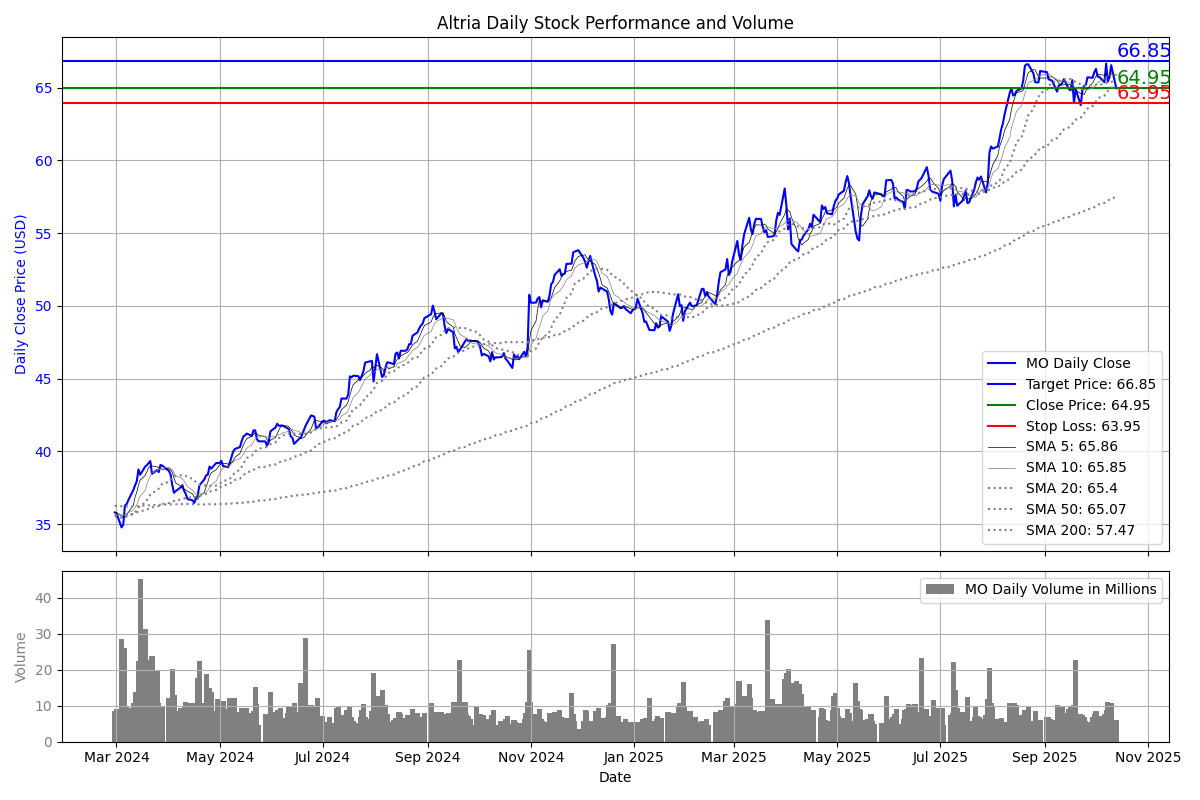 Altria Daily Stock Performance and Volume
66.85
64.95
63.95
65
60
55
50
45
40
35
Daily Close Price (USD)
MO Daily Close
Target Price: 66.85
Close Price: 64.95
Stop Loss: 63.95
SMA 5: 65.86
SMA 10: 65.85
SMA 20: 65.4
SMA 50: 65.07
SMA 200: 57.47
MO Daily Volume in Millions
40
30
20
10
0
Volume
Mar 2024 May 2024 Jul 2024 Sep 2024 Nov 2024 Jan 2025 Mar 2025 May 2025 Jul 2025 Sep 2025 Nov 2025
Date